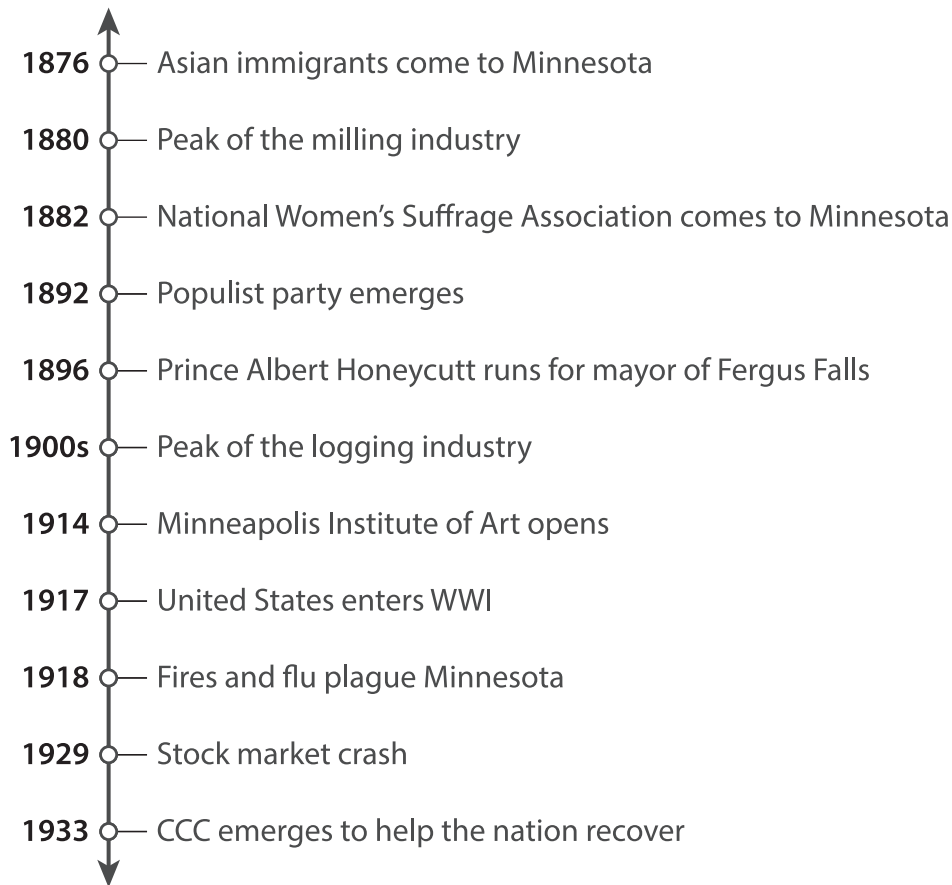 1876 Asian immigrants come to Minnesota
1880 Peak of the milling industry
1882 National Women’s Suffrage Association comes to Minnesota
1892 Populist party emerges
1896 Prince Albert Honeycutt runs for mayor of Fergus Falls
1900s Peak of the logging industry
1914 Minneapolis Institute of Art opens
1917 United States enters WWI
1918 Fires and flu plague Minnesota
1929 Stock market crash
1933 CCC emerges to help the nation recover